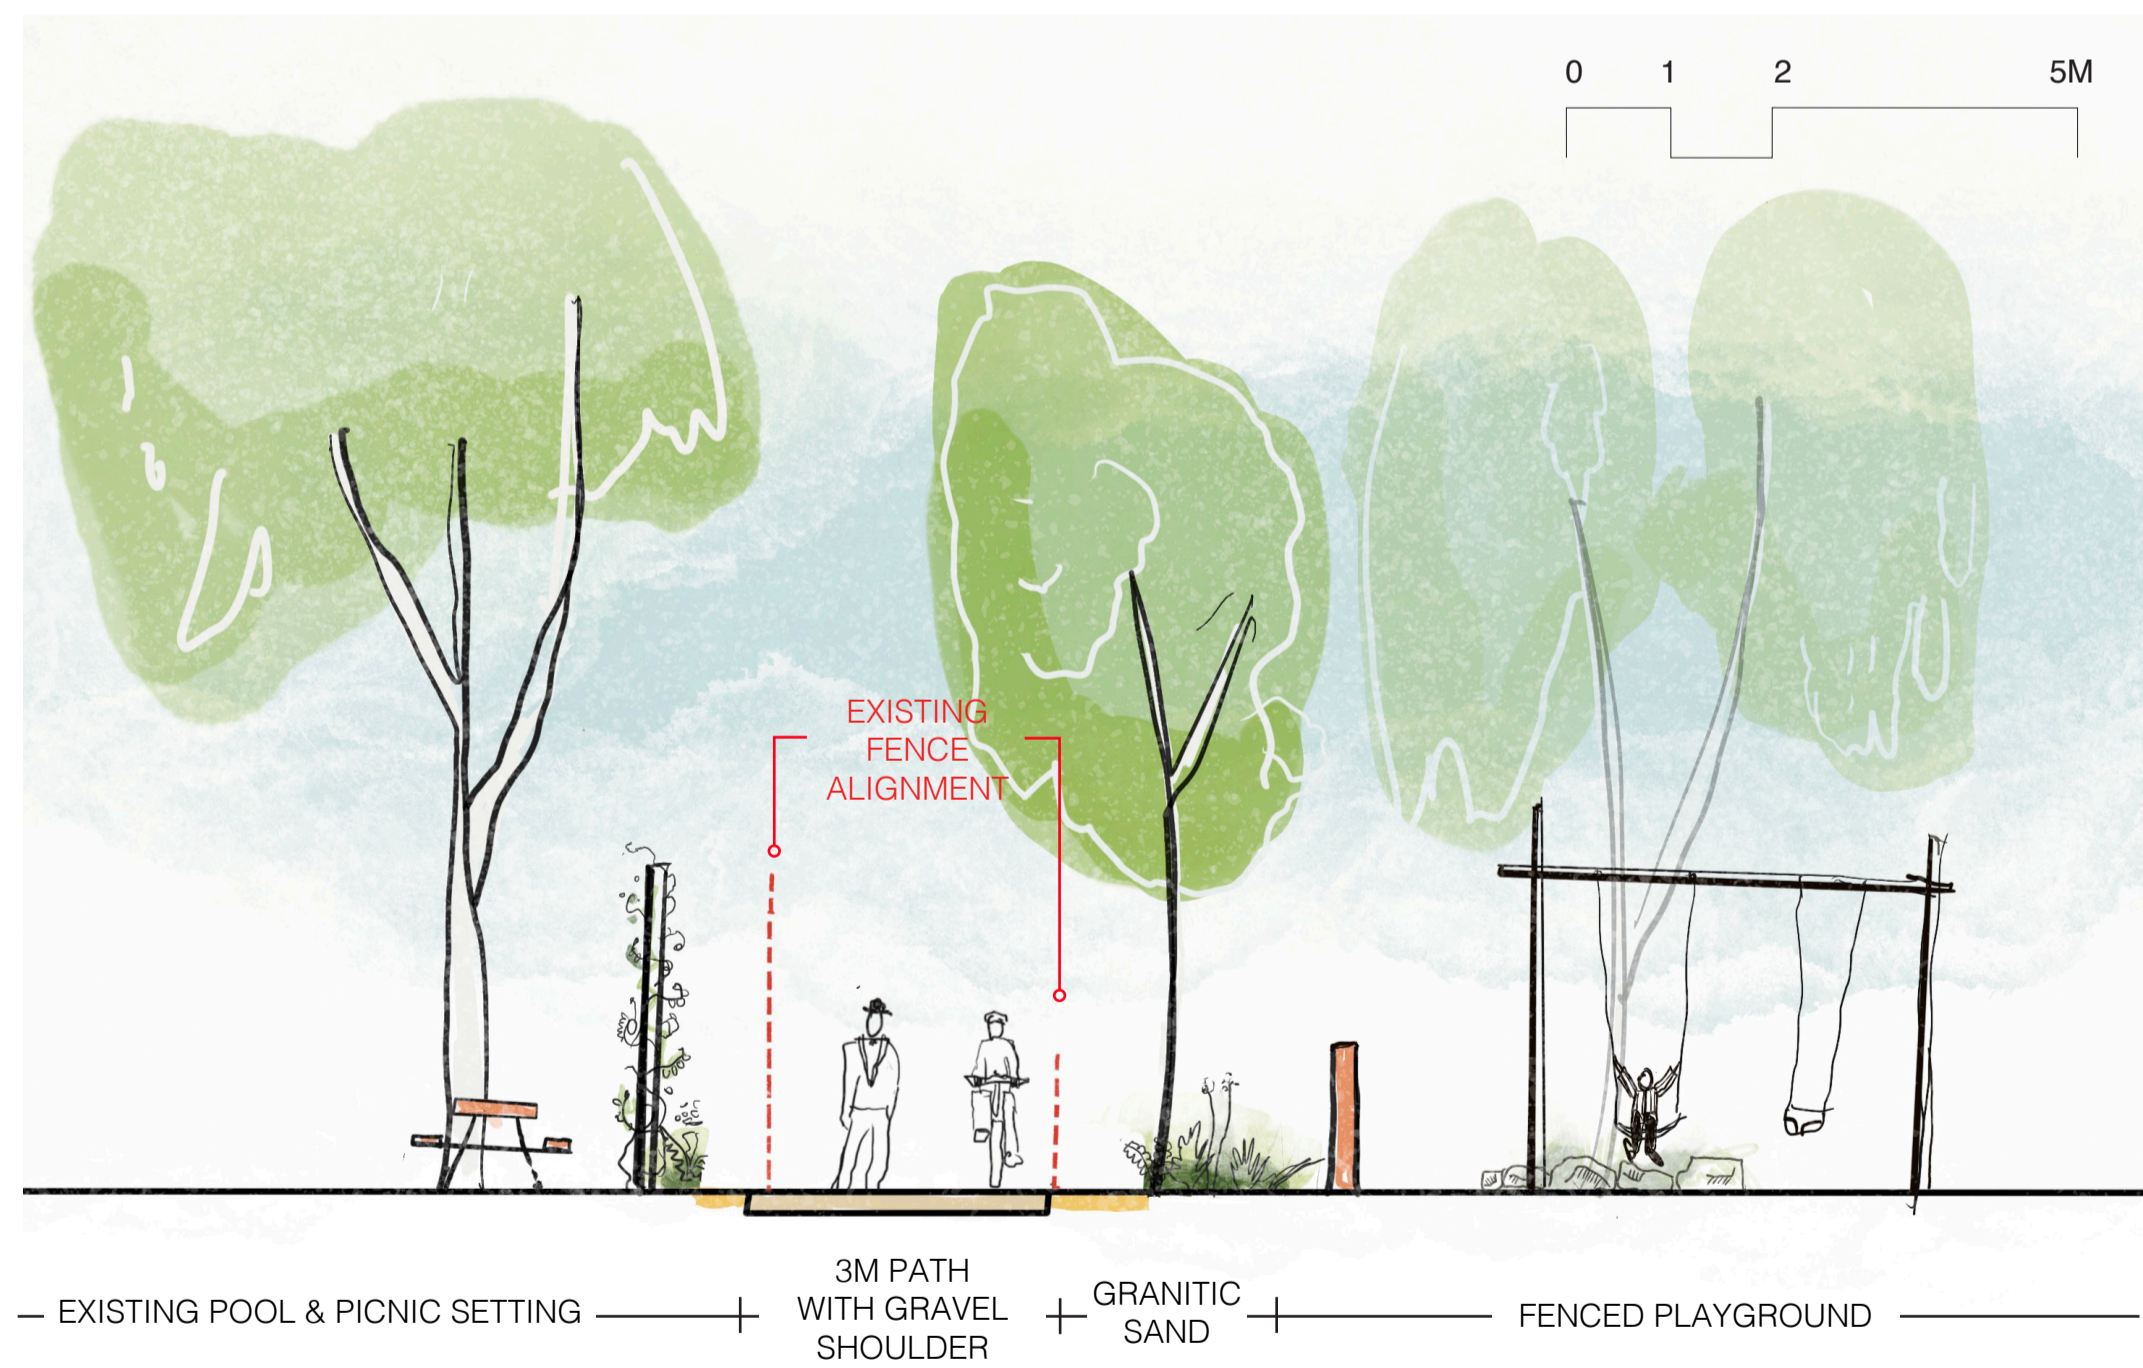 0 1 2 5M
EXISTING
FENCE
ALIGNMENT
EXISTING POOL & PICNIC SETTING
3M PATH
WITH GRAVEL
SHOULDER
GRANITIC
SAND
FENCED PLAYGROUND